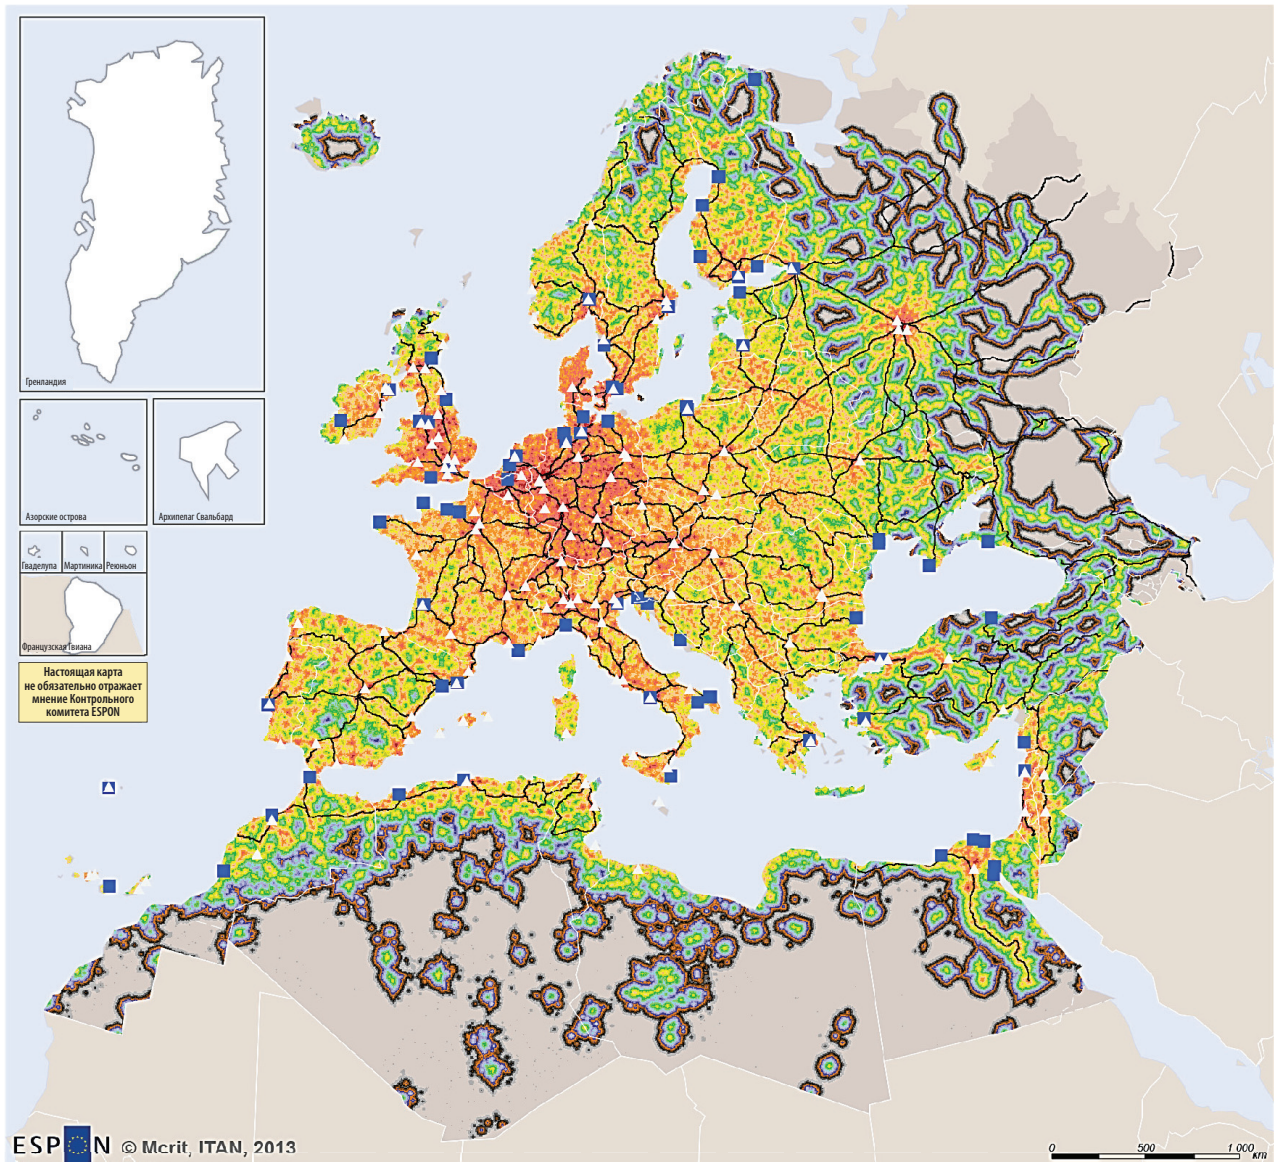 Гренландия
Азорские острова
Архипелаг Свальбард
Гваделупа
Мартиника
Реюньон
Французская Гвиана
Настоящая карта
не обязательно отражает
мнение Контрольного
комитета ESPON
ESPON © Mcrit, ITAN, 2013
0 500 1 000
km